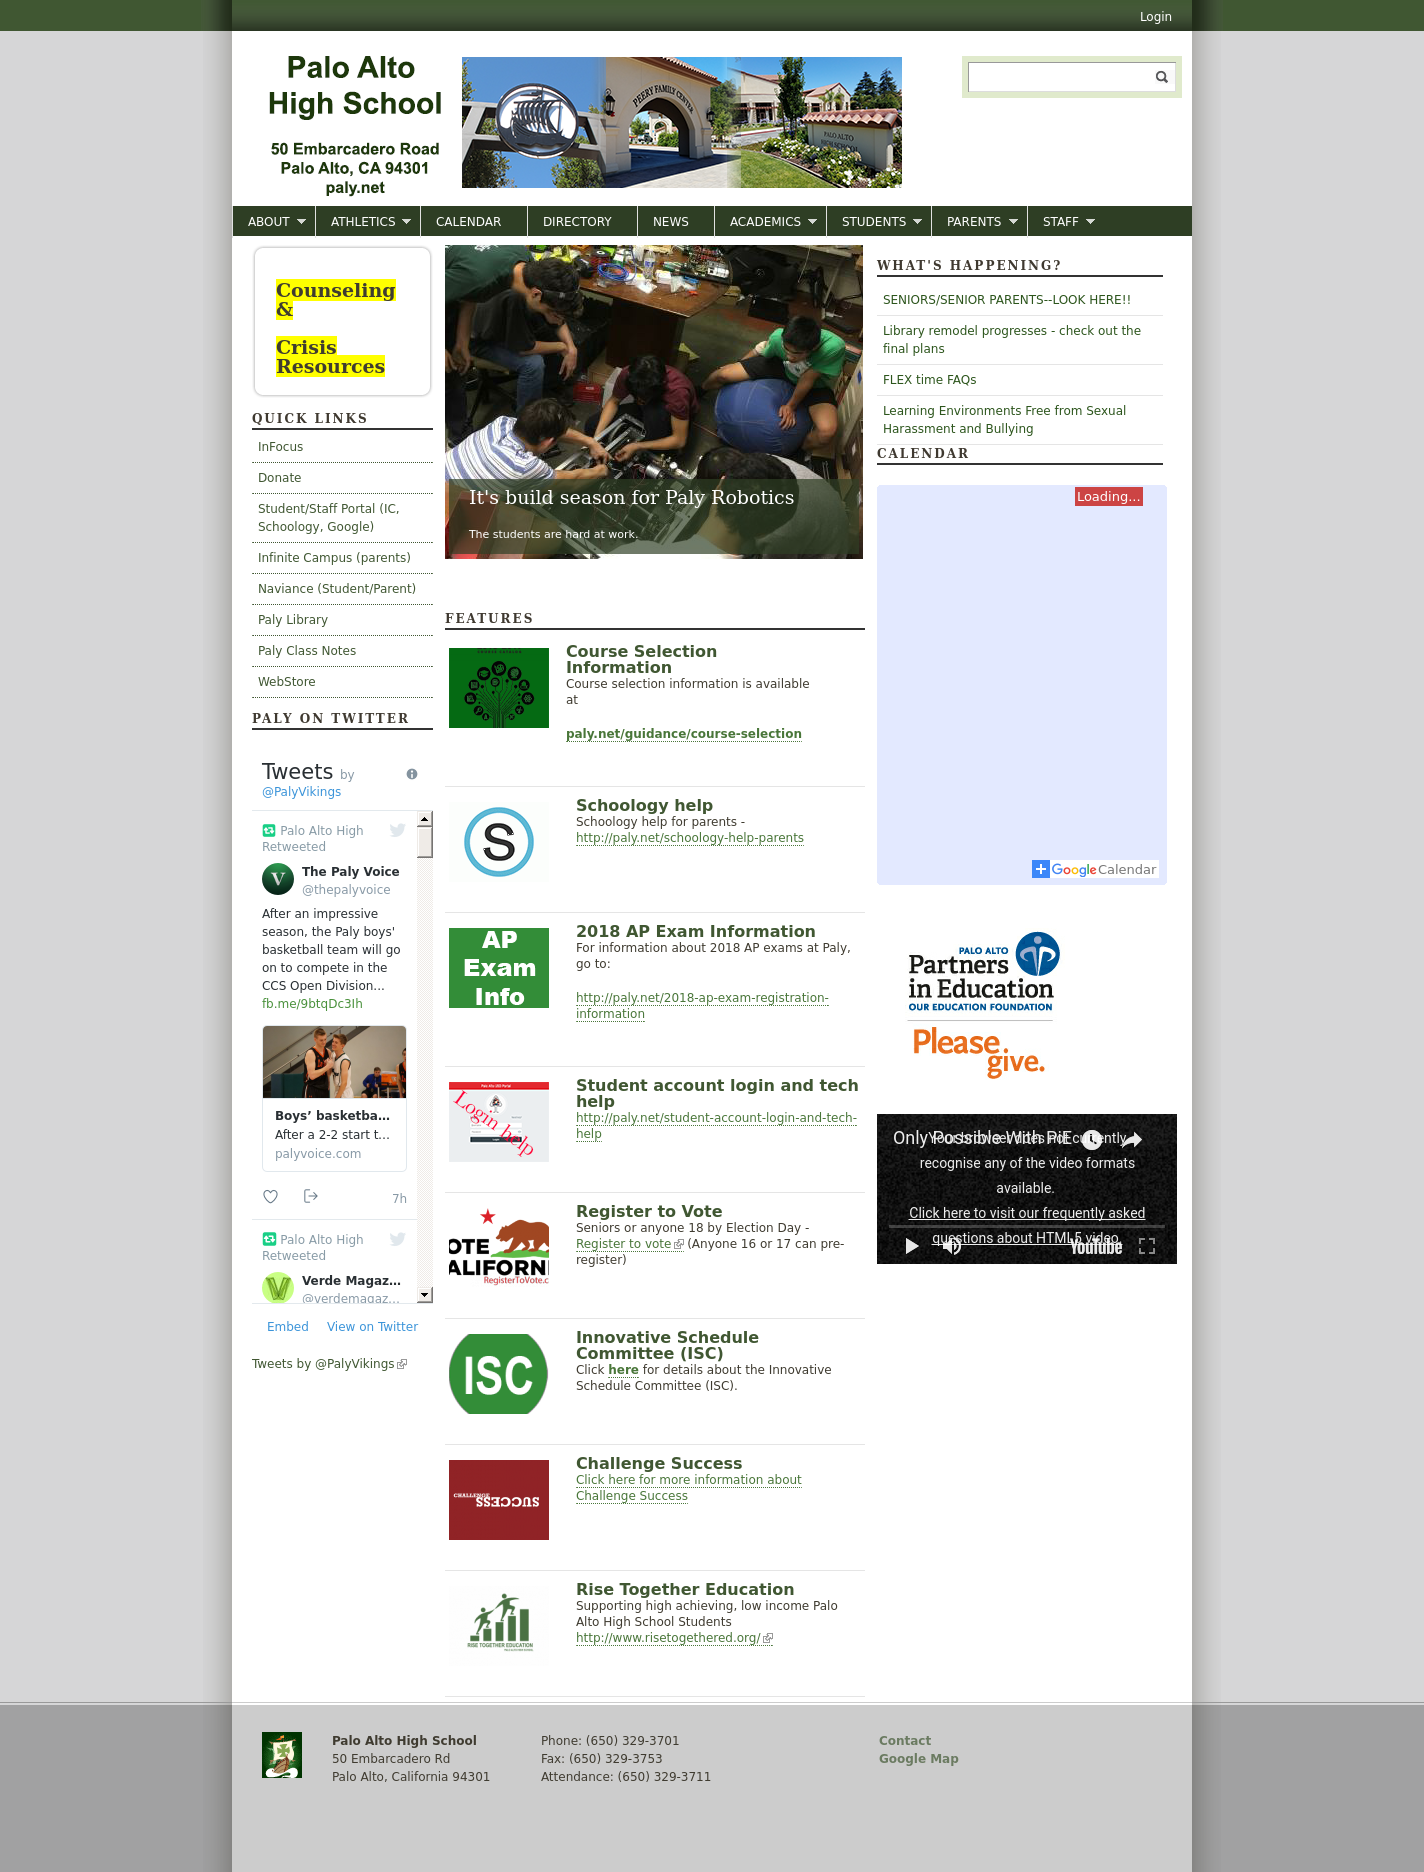 Login
Palo Alto
High School
50 Embarcadero Road
Palo Alto, CA 94301
paly.net
PEERY FAMILY CENTER
PALO ALTO
HIGH SCHOOL
ABOUT
ATHLETICS
CALENDAR
DIRECTORY
NEWS
ACADEMICS
STUDENTS
PARENTS
STAFF
Counseling
&
Crisis
Resources
QUICK LINKS
InFocus
Donate
Student/Staff Portal (IC,
Schoology, Google)
Infinite Campus (parents)
Naviance (Student/Parent)
Paly Library
Paly Class Notes
WebStore
PALY ON TWITTER
Tweets by
@PalyVikings
Palo Alto High
Retweeted
V
The Paly Voice
@thepalyvoice
After an impressive
season, the Paly boys'
basketball team will go
on to compete in the
CCS Open Division...
fb.me/9btqDc3Ih
Boys’ basketba...
After a 2-2 start t...
palyvoice.com
7h
Palo Alto High
Retweeted
Verde Magaz...
@verdemagaz...
Embed
View on Twitter
Tweets by @PalyVikings
It's build season for Paly Robotics
The students are hard at work.
FEATURES
Course Selection
Information
Course selection information is available
at
paly.net/guidance/course-selection
S
Schoology help
Schoology help for parents -
http://paly.net/schoology-help-parents
AP
Exam
Info
2018 AP Exam Information
For information about 2018 AP exams at Paly,
go to:
http://paly.net/2018-ap-exam-registration-
information
Login help
Student account login and tech
help
http://paly.net/student-account-login-and-tech-
help
OTE
ALIFORNI
RegisterToVote.c
Register to Vote
Seniors or anyone 18 by Election Day -
Register to vote (Anyone 16 or 17 can pre-
register)
ISC
Innovative Schedule
Committee (ISC)
Click here for details about the Innovative
Schedule Committee (ISC).
CHALLENGE
SUCCESS
Challenge Success
Click here for more information about
Challenge Success
RISE TOGETHER EDUCATION
Rise Together Education
Supporting high achieving, low income Palo
Alto High School Students
http://www.risetogethered.org/
WHAT'S HAPPENING?
SENIORS/SENIOR PARENTS--LOOK HERE!!
Library remodel progresses - check out the
final plans
FLEX time FAQs
Learning Environments Free from Sexual
Harassment and Bullying
CALENDAR
Loading...
Google Calendar
PALO ALTO
Partners
in Education
OUR EDUCATION FOUNDATION
Please
give.
Only Possible With PiE
Your browser does not currently
recognise any of the video formats
available.
Click here to visit our frequently asked
questions about HTML5 video.
YouTube
Palo Alto High School
50 Embarcadero Rd
Palo Alto, California 94301
Phone: (650) 329-3701
Fax: (650) 329-3753
Attendance: (650) 329-3711
Contact
Google Map